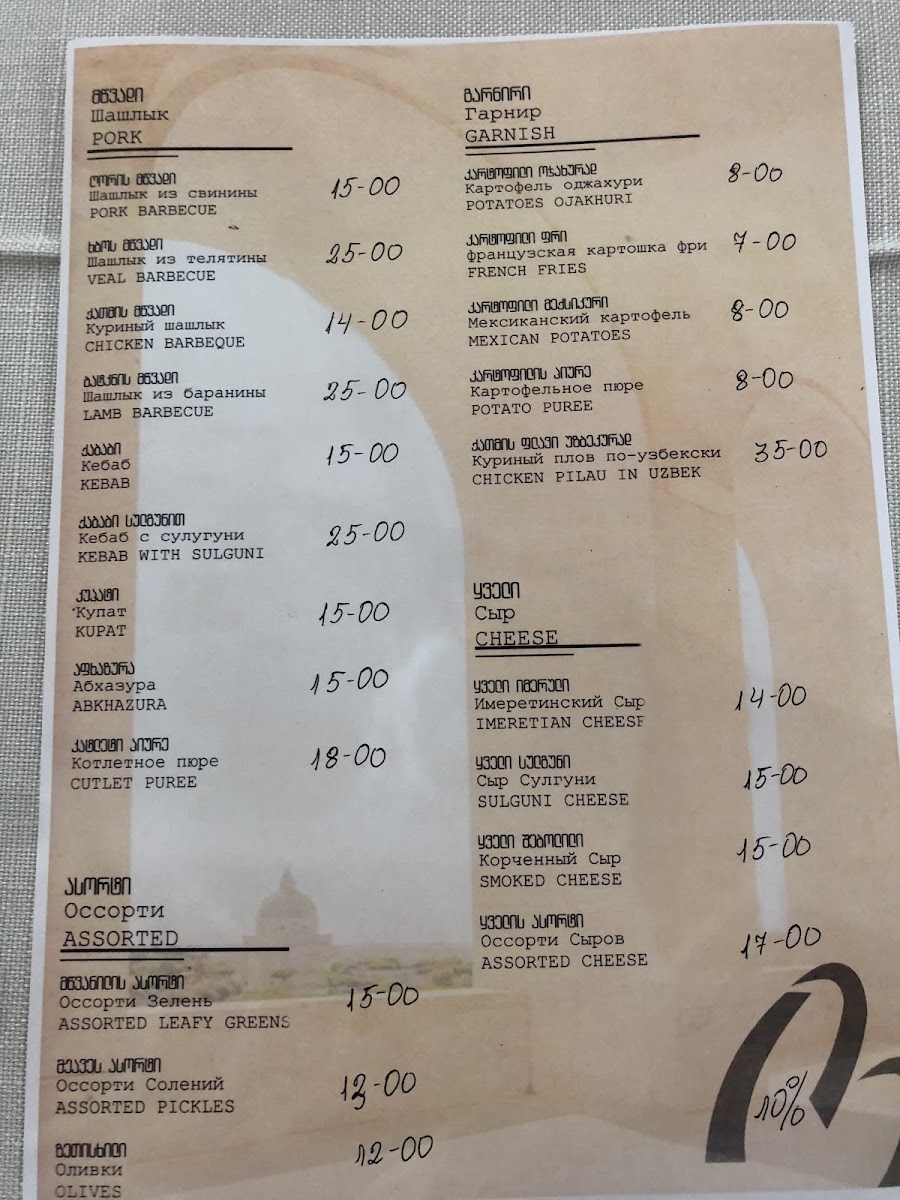 მწვადი
Шашлык
PORK
ღორის მწვადი
Шашлык из свинины
PORK BARBECUE
15-00
ხბოს მწვადი
Шашлык из телятины
VEAL BARBECUE
25-00
ქათმის მწვადი
Куриный шашлык
CHICKEN BARBEQUE
14-00
ბატკნის მწვადი
Шашлык из баранины
LAMB BARBECUE
25-00
ქაბაბი
Кебаб
KEBAB
15-00
ქაბაბი სულგუნით
Кебаб с сулугуни
KEBAB WITH SULGUNI
25-00
კუპატი
Купат
KUPAT
15-00
აფხაზურა
Абхазура
ABKHAZURA
15-00
კატლეტი პიურე
Котлетное пюре
CUTLET PUREE
18-00
ასორტი
Оссорти
ASSORTED
მწვანილის ასორტი
Оссорти Зелень
ASSORTED LEAFY GREENS
15-00
მჟავეს ასორტი
Оссорти Солений
ASSORTED PICKLES
ზეთისხილი
Оливки
OLIVES
12-00
გარნირი
Гарнир
GARNISH
კარტოფილი ოჯახურად
Картофель оджахури
POTATOES OJAKHURI
8-00
კარტოფილი ფრი
французская картошка фри
FRENCH FRIES
7-00
კარტოფილი მექსიკური
Мексиканский картофель
MEXICAN POTATOES
8-00
კარტოფილის პიურე
Картофельное пюре
POTATO PUREE
8-00
ქათმის ფლავი უზბეკურად
Куриный плов по-узбекски
CHICKEN PILAU IN UZBEK
35-00
ყველი
Сыр
CHEESE
ყველი იმერული
Имеретинский Сыр
IMERETIAN CHEESE
14-00
ყველი სულგუნი
Сыр Сулгуни
SULGUNI CHEESE
15-00
ყველი შებოლილი
Корченный Сыр
SMOKED CHEESE
15-00
ყველის ასორტი
Оссорти Сыров
ASSORTED CHEESE
17-00
10%